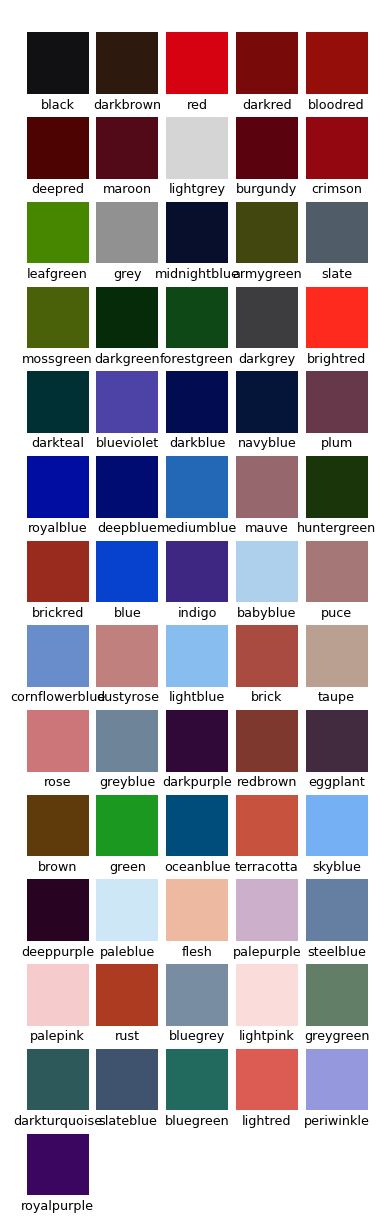 black darkbrown red darkred bloodred
deepred maroon lightgrey burgundy crimson
leafgreen grey midnightblue armygreen slate
mossgreen darkgreen forestgreen darkgrey brightred
darkteal blueviolet darkblue navyblue plum
royalblue deepblue mediumblue mauve huntergreen
brickred blue indigo babyblue puce
cornflowerblue dustyrose lightblue brick taupe
rose greyblue darkpurple redbrown eggplant
brown green oceanblue terracotta skyblue
deeppurple paleblue flesh palepurple steelblue
palepink rust bluegrey lightpink greygreen
darkturquoise slateblue bluegreen lightred periwinkle
royalpurple